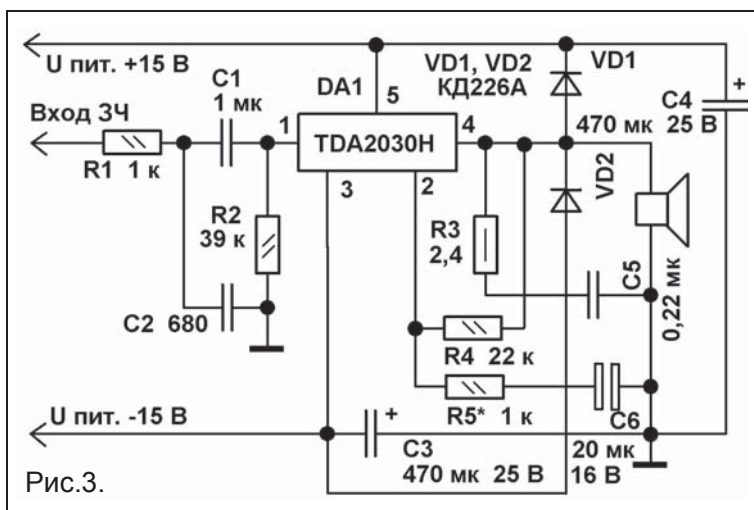 U пит. +15 В
C1
1 мк
DA1
5
VD1, VD2
КД226А
VD1
+
C4
25 В
470 мк
Вход ЗЧ
R1 1 к
1
TDA2030H
4
3
2
VD2
R2
39 к
R3
2,4
C5
0,22 мк
C2 680
R4 22 к
R5* 1 к
C6
20 мк
16 В
U пит. -15 В
+
C3
470 мк 25 В
Рис.3.